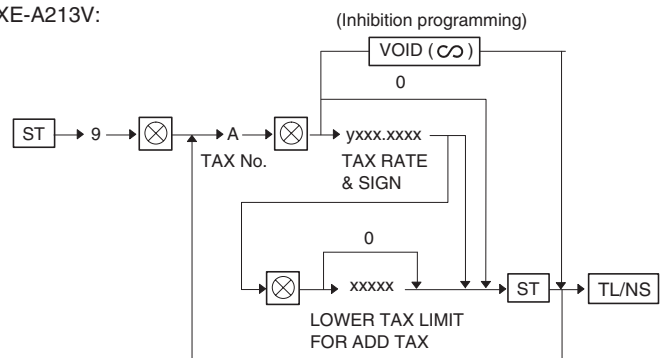 XE-A213V:
(Inhibition programming)
VOID ( )
0
ST 9 A yxxx.xxxx
TAX No. TAX RATE
& SIGN
0
xxxxx ST TL/NS
LOWER TAX LIMIT
FOR ADD TAX